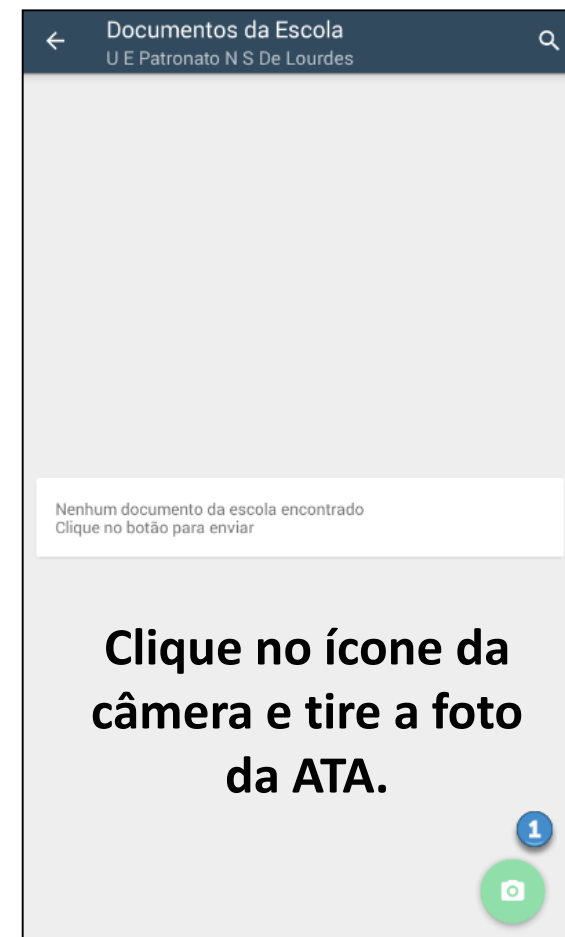 Documentos da Escola
U E Patronato N S De Lourdes
Nenhum documento da escola encontrado
Clique no botão para enviar
Clique no ícone da
câmera e tire a foto
da ATA.
1